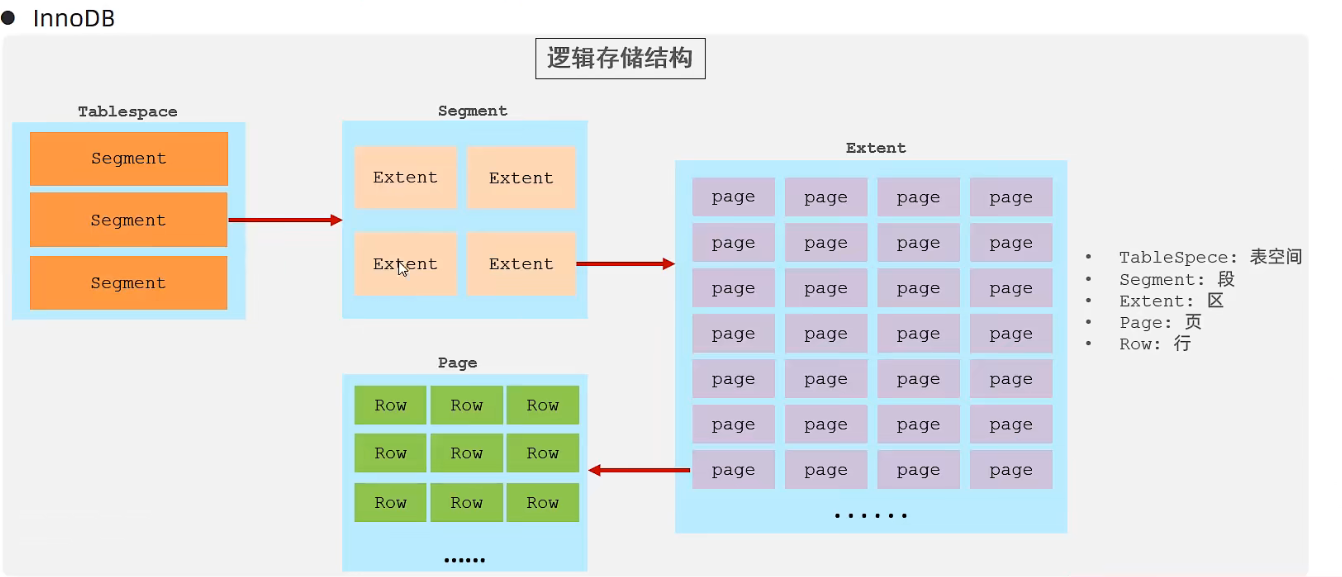 ● InnoDB
逻辑存储结构
Tablespace
Segment
Segment
Segment
Segment
Extent Extent
Extent Extent
Extent
page page page page
page page page page
page page page page
page page page page
page page page page
page page page page
page page page page
......
Page
Row Row Row
Row Row Row
Row Row Row
......
• TableSpece: 表空间
• Segment: 段
• Extent: 区
• Page: 页
• Row: 行